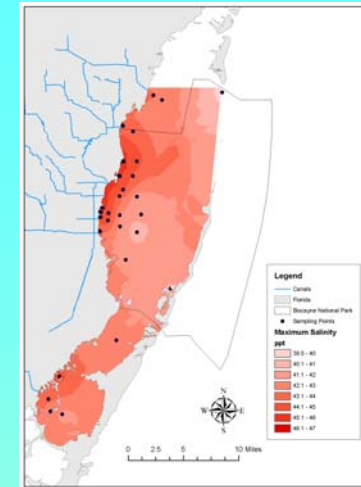 Legend
Canals
Florida
Biscayne National Park
Sampling Points
Maximum Salinity
ppt
39.5 - 40
40.1 - 41
41.1 - 42
42.1 - 43
43.1 - 44
44.1 - 45
45.1 - 46
46.1 - 47
N
W E
S
0 2.5 5 10 Miles